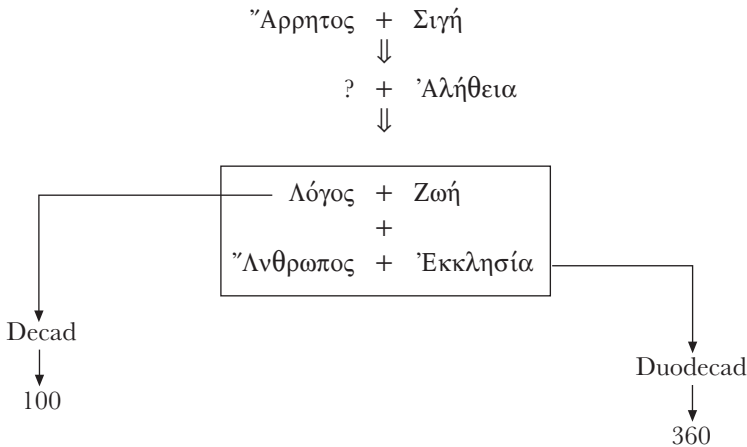 Ἄρρητος + Σιγή
⇓
? + Ἀλήθεια
⇓
Λόγος + Ζωή
+
Ἄνθρωπος + Ἐκκλησία
Decad
100
Duodecad
360